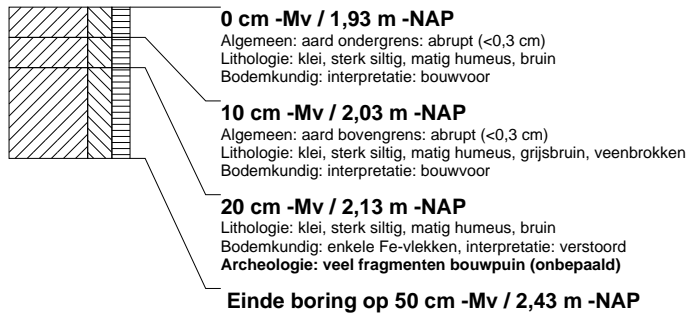 0 cm -Mv / 1,93 m -NAP
Algemeen: aard ondergrens: abrupt (<0,3 cm)
Lithologie: klei, sterk siltig, matig humeus, bruin
Bodemkundig: interpretatie: bouwvoor
10 cm -Mv / 2,03 m -NAP
Algemeen: aard bovengrens: abrupt (<0,3 cm)
Lithologie: klei, sterk siltig, matig humeus, grijsbruin, veenbrokken
Bodemkundig: interpretatie: bouwvoor
20 cm -Mv / 2,13 m -NAP
Lithologie: klei, sterk siltig, matig humeus, bruin
Bodemkundig: enkele Fe-vlekken, interpretatie: verstoord
Archeologie: veel fragmenten bouwpuin (onbepaald)
Einde boring op 50 cm -Mv / 2,43 m -NAP